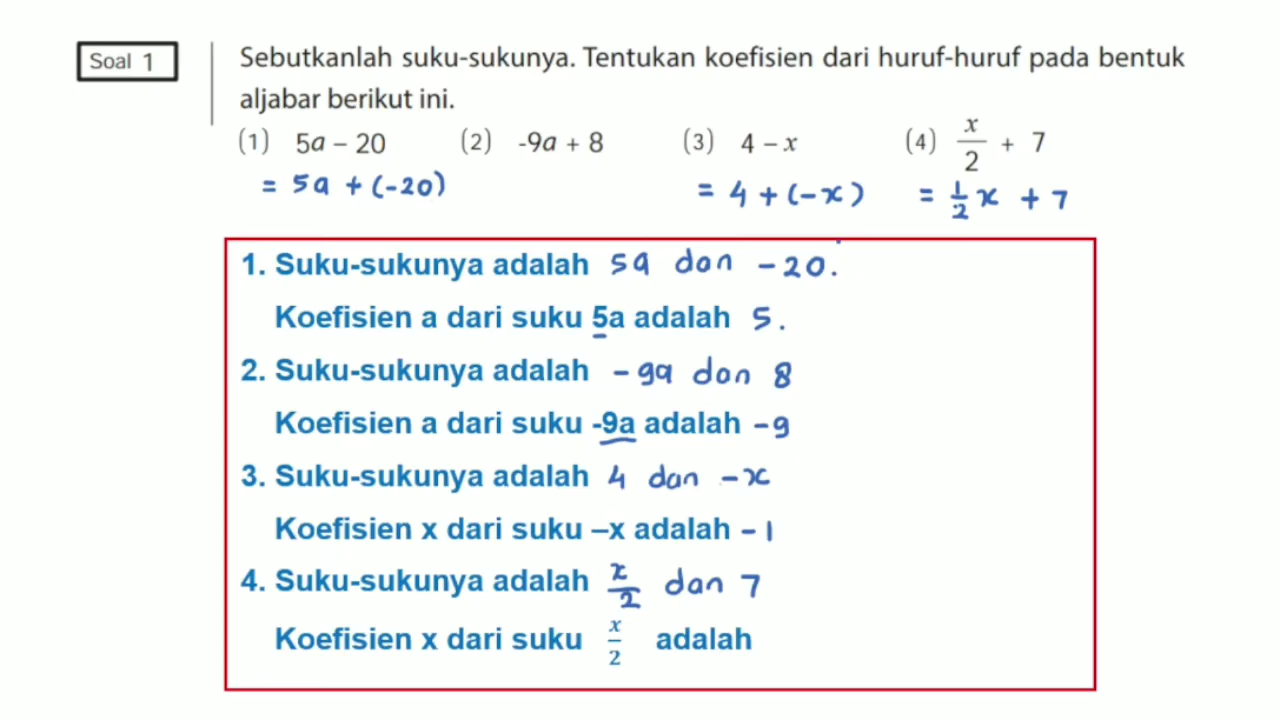 Soal 1
Sebutkanlah suku-sukunya. Tentukan koefisien dari huruf-huruf pada bentuk
aljabar berikut ini.
(1) 5a – 20 (2) -9a + 8 (3) 4 – x (4) x/2 + 7
= 5a + (-20) = 4 + (-x) = 1/2 x + 7
1. Suku-sukunya adalah 5a dan -20.
Koefisien a dari suku 5a adalah 5.
2. Suku-sukunya adalah -9a dan 8
Koefisien a dari suku -9a adalah -9
3. Suku-sukunya adalah 4 dan -x
Koefisien x dari suku –x adalah -1
4. Suku-sukunya adalah x/2 dan 7
Koefisien x dari suku x/2 adalah